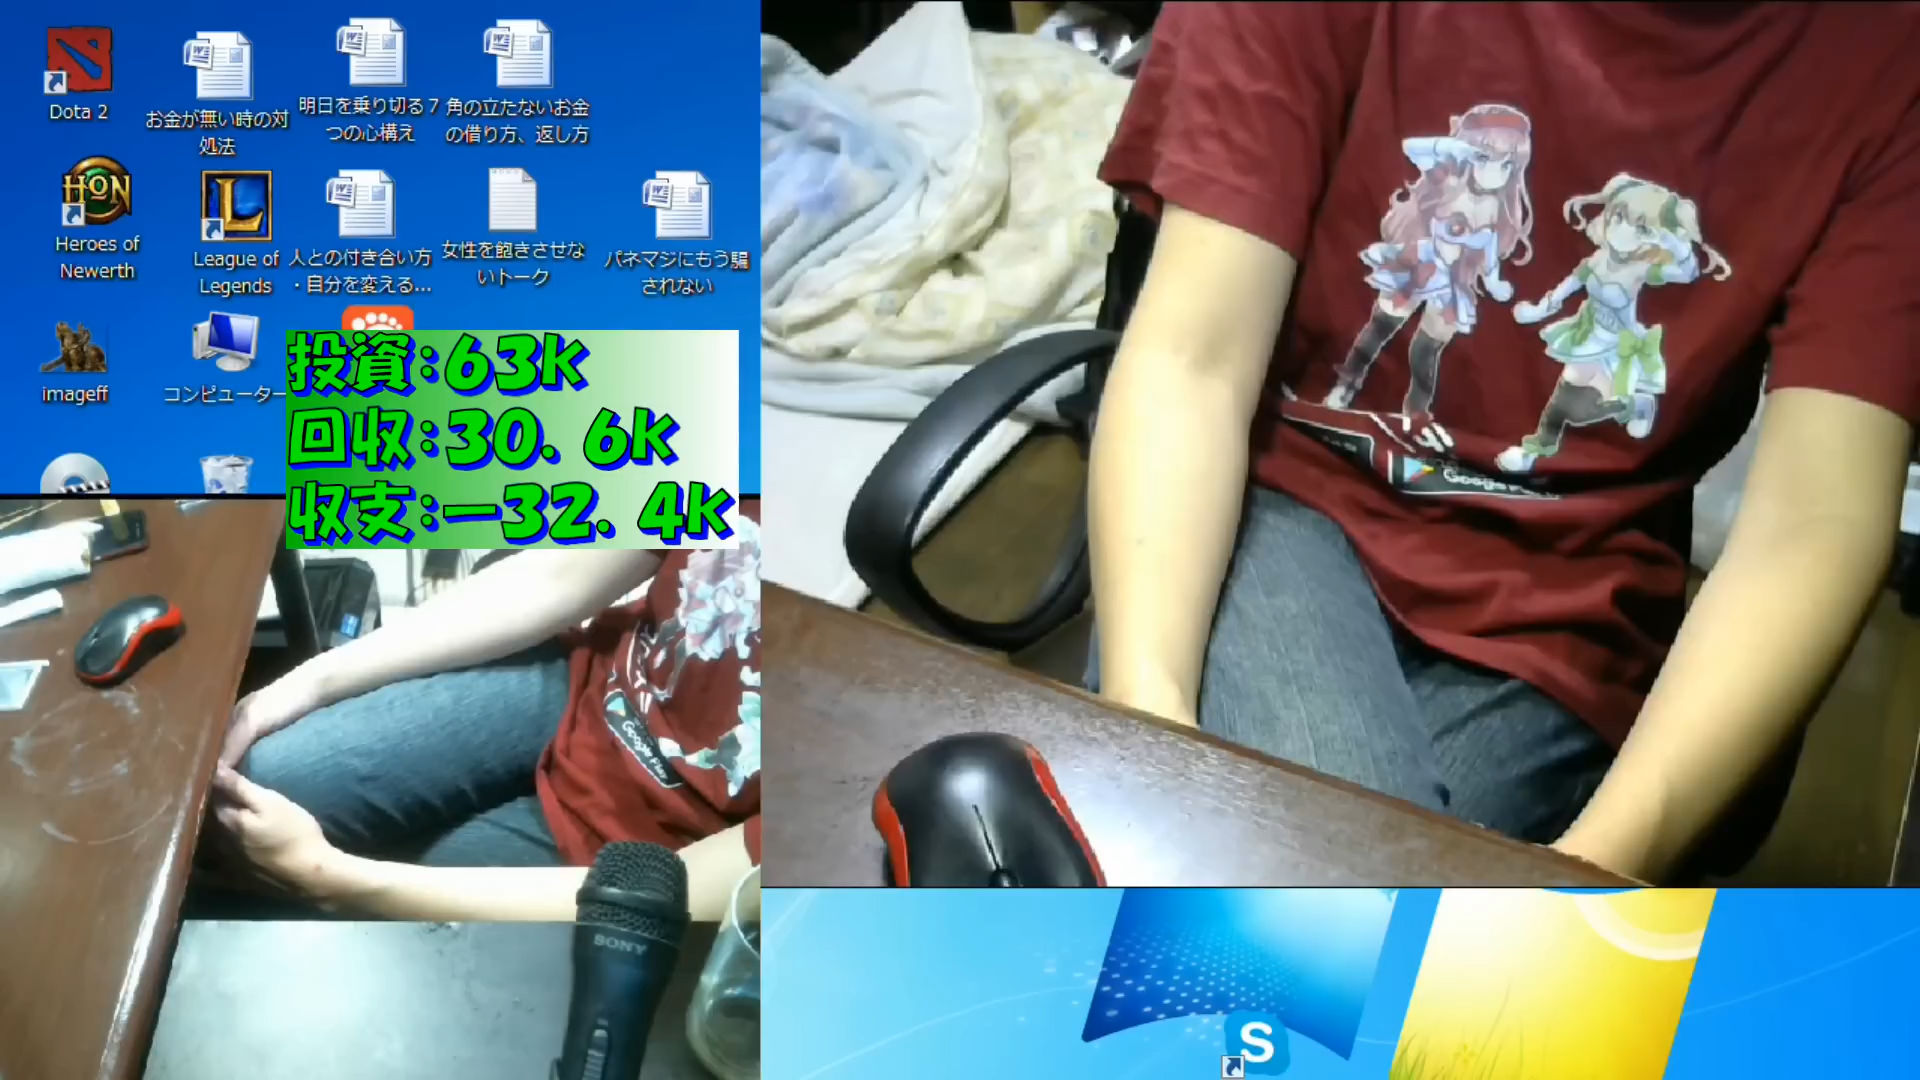 Dota 2
お金が無い時の対
処法
明日を乗り切る7
つの心構え
角の立たないお金
の借り方、返し方
Heroes of
Newerth
League of
Legends
人との付き合い方
・自分を変える...
女性を飽きさせな
いトーク
パネマジにもう騙
されない
imageff
コンピューター
投資:63K
回収:30.6K
収支:-32.4K
Google Play
Google Play
SONY